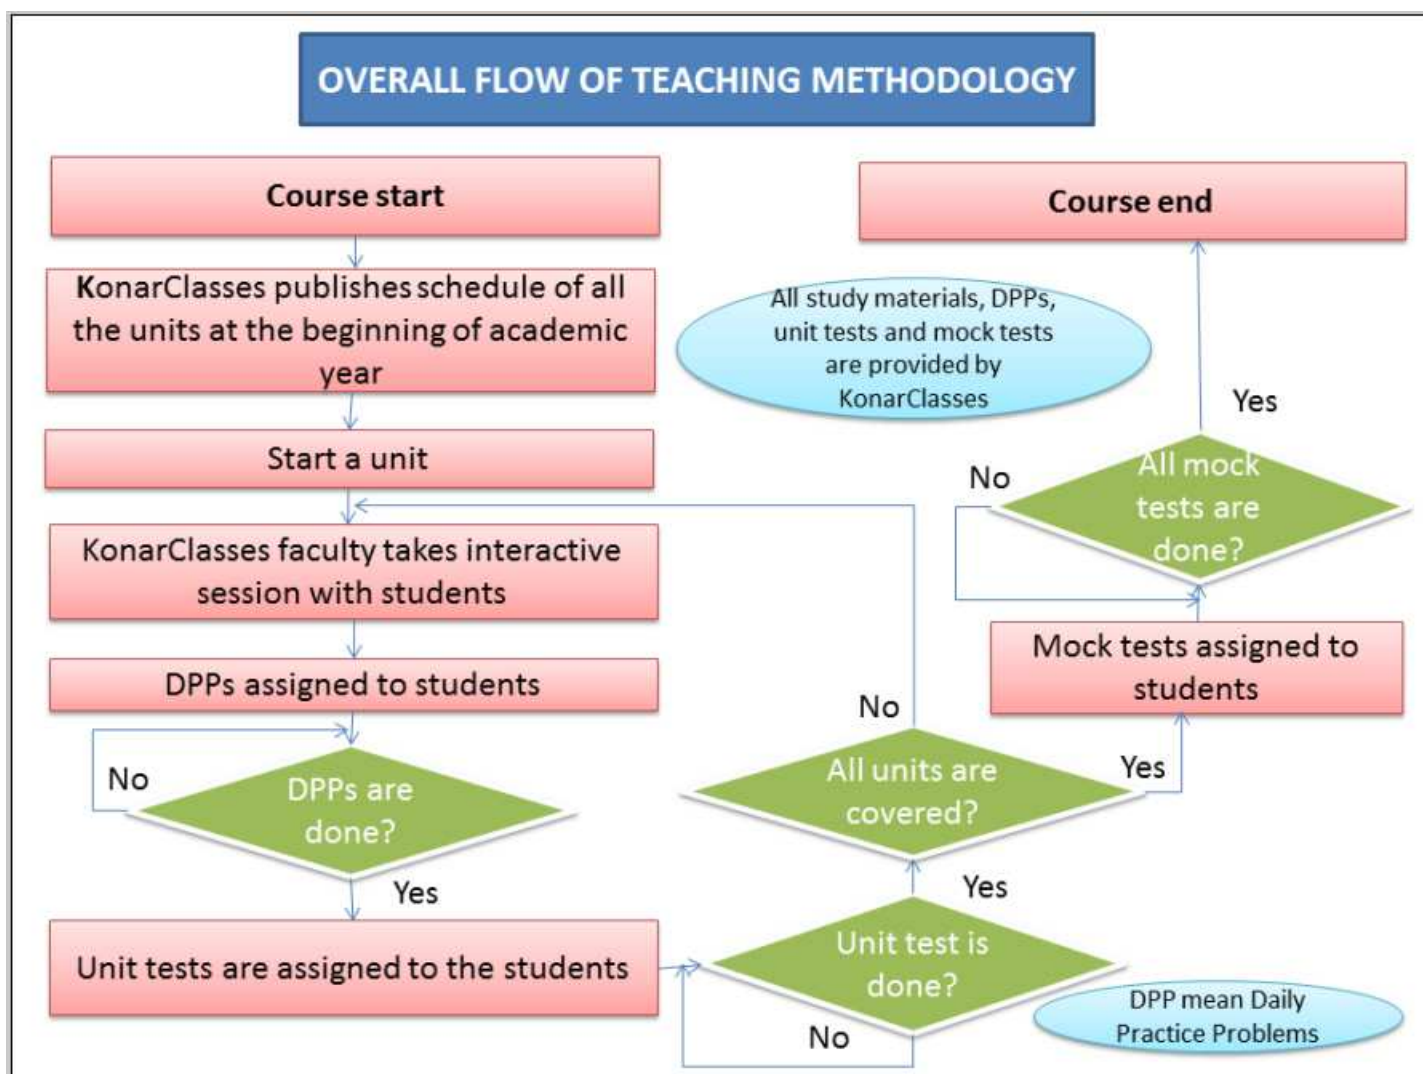 OVERALL FLOW OF TEACHING METHODOLOGY
Course start
KonarClasses publishes schedule of all
the units at the beginning of academic
year
Start a unit
KonarClasses faculty takes interactive
session with students
DPPs assigned to students
No
DPPs are
done?
Yes
Unit tests are assigned to the students
Unit test is
done?
No
Yes
All units are
covered?
No
Yes
Mock tests assigned to
students
All mock
tests are
done?
No
Yes
Course end
All study materials, DPPs,
unit tests and mock tests
are provided by
KonarClasses
DPP mean Daily
Practice Problems